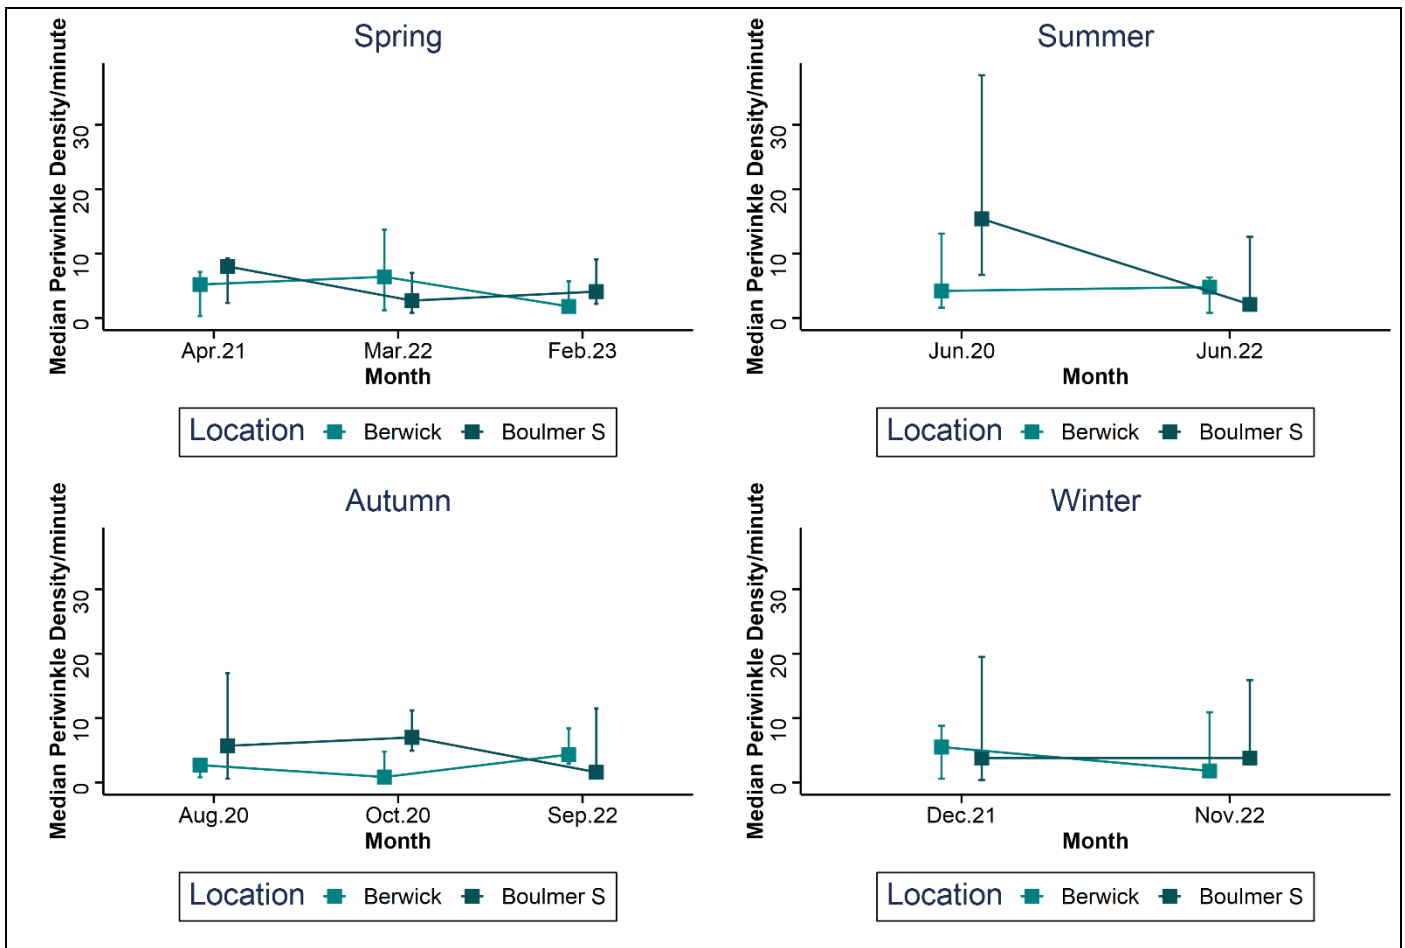 Spring
Median Periwinkle Density/minute
30
20
10
0
Apr.21 Mar.22 Feb.23
Month
Location Berwick Boulmer S
Summer
Median Periwinkle Density/minute
30
20
10
0
Jun.20 Jun.22
Month
Location Berwick Boulmer S
Autumn
Median Periwinkle Density/minute
30
20
10
0
Aug.20 Oct.20 Sep.22
Month
Location Berwick Boulmer S
Winter
Median Periwinkle Density/minute
30
20
10
0
Dec.21 Nov.22
Month
Location Berwick Boulmer S